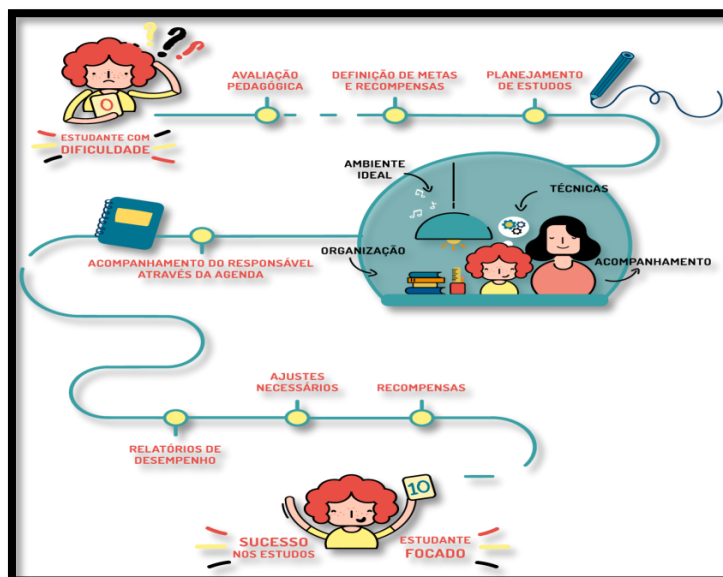 0
ESTUDANTE COM
DIFICULDADE
AVALIAÇÃO
PEDAGÓGICA
DEFINIÇÃO DE METAS
E RECOMPENSAS
PLANEJAMENTO
DE ESTUDOS
AMBIENTE
IDEAL
TÉCNICAS
ORGANIZAÇÃO
ACOMPANHAMENTO
ACOMPANHAMENTO DO RESPONSÁVEL
ATRAVÉS DA AGENDA
RELATÓRIOS DE
DESEMPENHO
AJUSTES
NECESSÁRIOS
RECOMPENSAS
10
SUCESSO
NOS ESTUDOS
ESTUDANTE
FOCADO